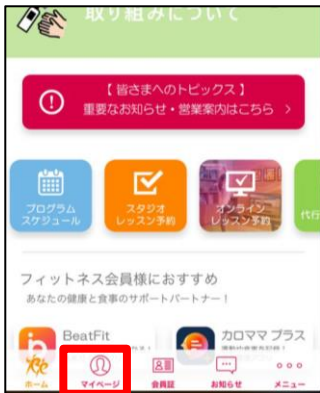 取り組みについて
【 皆さまへのトピックス 】
重要なお知らせ・営業案内はこちら
プログラム
スケジュール
スタジオ
レッスン予約
オンライン
レッスン予約
代行
フィットネス会員様におすすめ
あなたの健康と食事のサポートパートナー！
BeatFit
カロママ プラス
ホーム
マイページ
会員証
お知らせ
メニュー